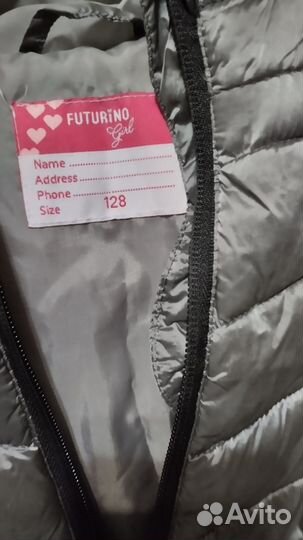 FUTURiNO
Girl
Name
Address
Phone
Size 128
Avito